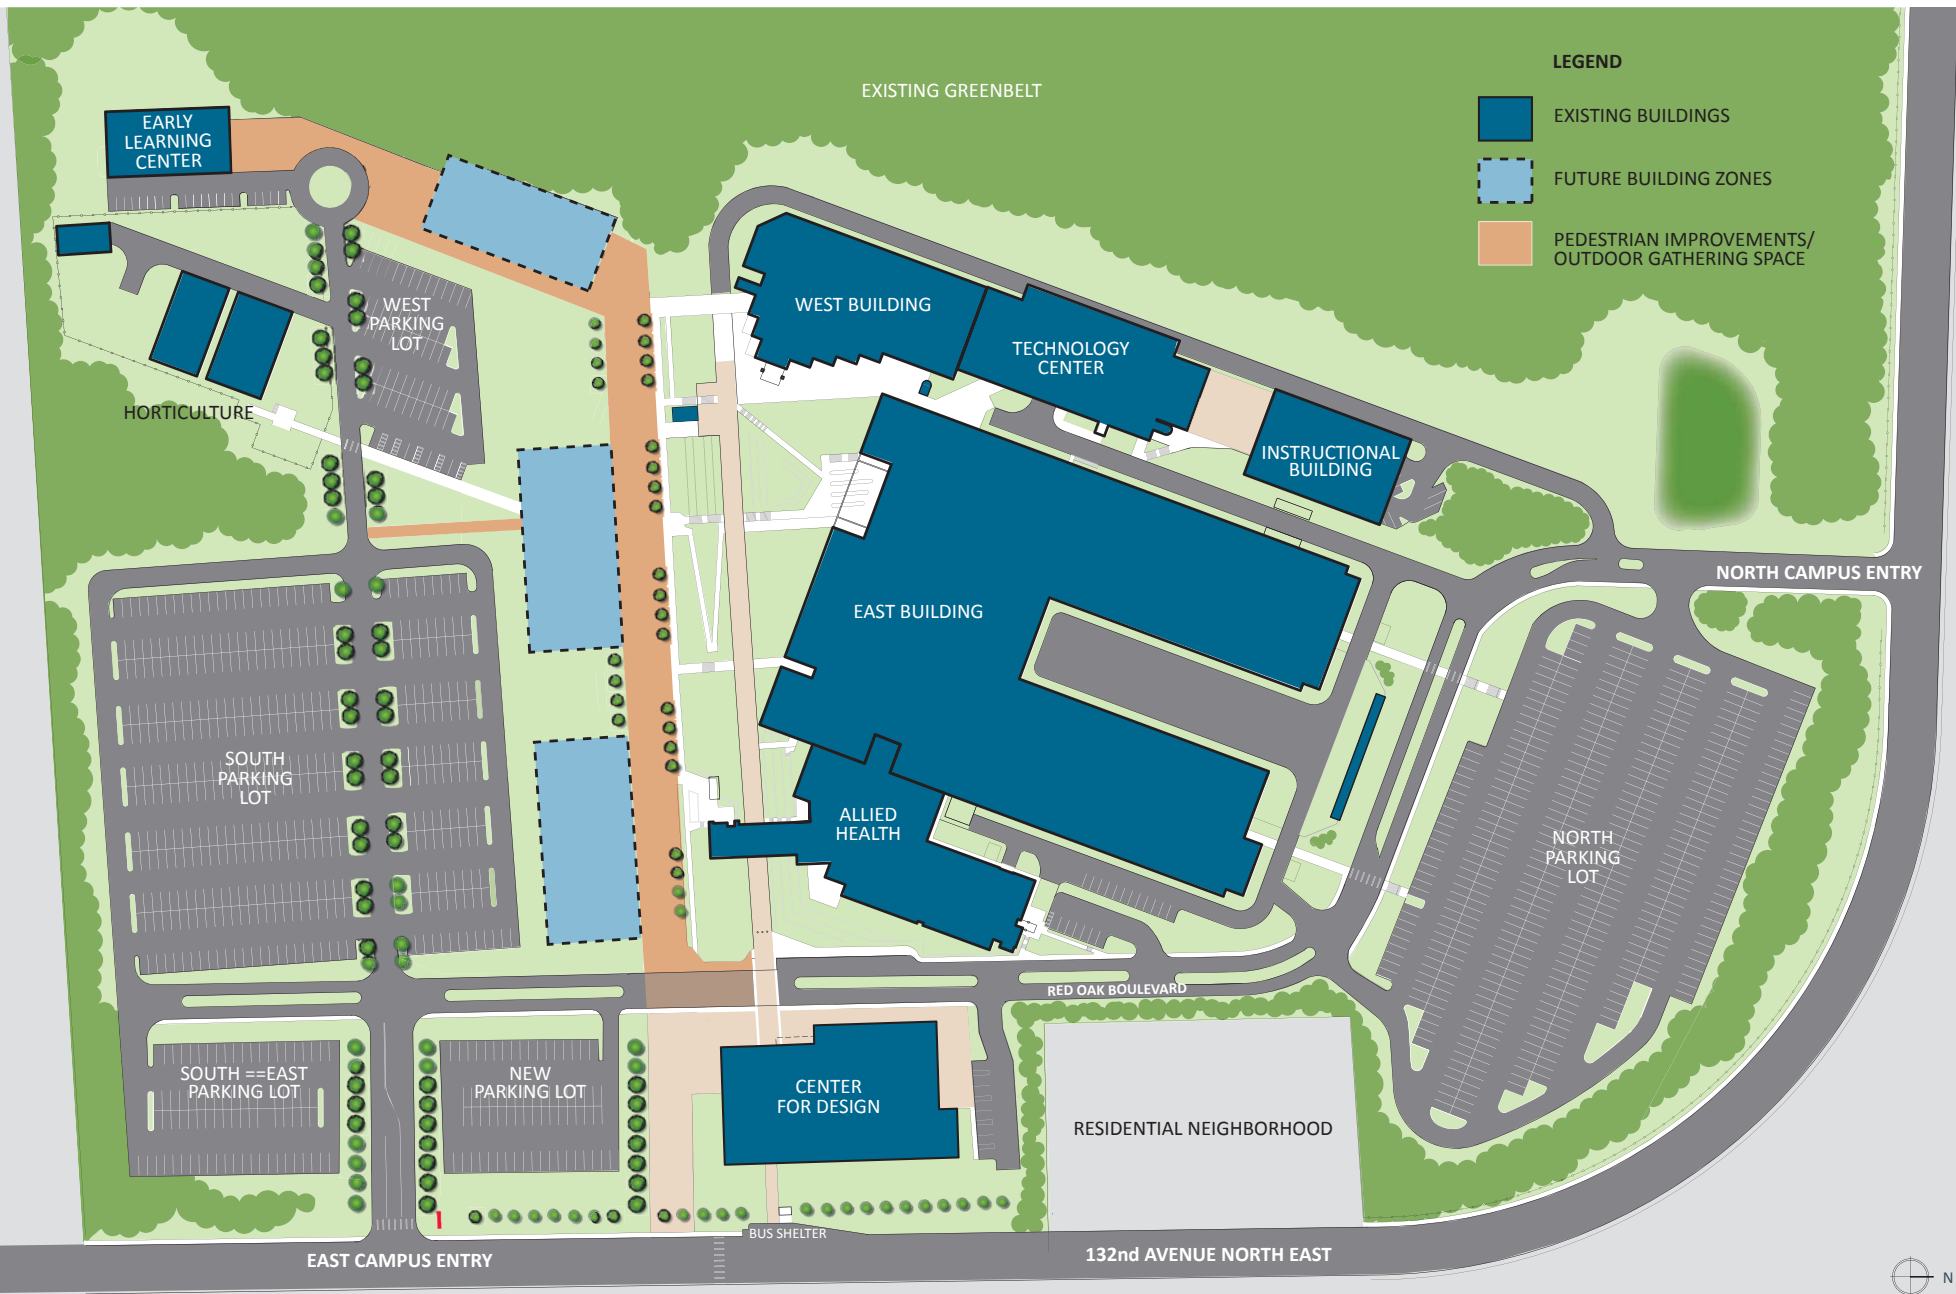 EXISTING GREENBELT
LEGEND
EXISTING BUILDINGS
FUTURE BUILDING ZONES
PEDESTRIAN IMPROVEMENTS/
OUTDOOR GATHERING SPACE
EARLY
LEARNING
CENTER
WEST
PARKING
LOT
HORTICULTURE
WEST BUILDING
TECHNOLOGY
CENTER
INSTRUCTIONAL
BUILDING
NORTH CAMPUS ENTRY
EAST BUILDING
SOUTH
PARKING
LOT
ALLIED
HEALTH
NORTH
PARKING
LOT
RED OAK BOULEVARD
SOUTH ==EAST
PARKING LOT
NEW
PARKING LOT
CENTER
FOR DESIGN
RESIDENTIAL NEIGHBORHOOD
BUS SHELTER
EAST CAMPUS ENTRY
132nd AVENUE NORTH EAST
N